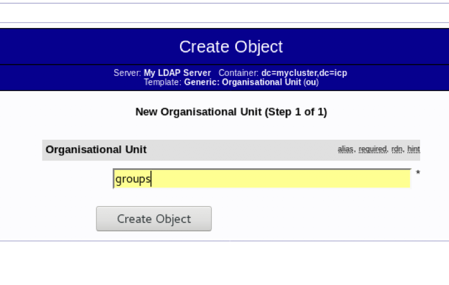 Create Object
Server: My LDAP Server Container: dc=mycluster,dc=icp
Template: Generic: Organisational Unit (ou)
New Organisational Unit (Step 1 of 1)
Organisational Unit alias, required, rdn, hint
groups *
Create Object